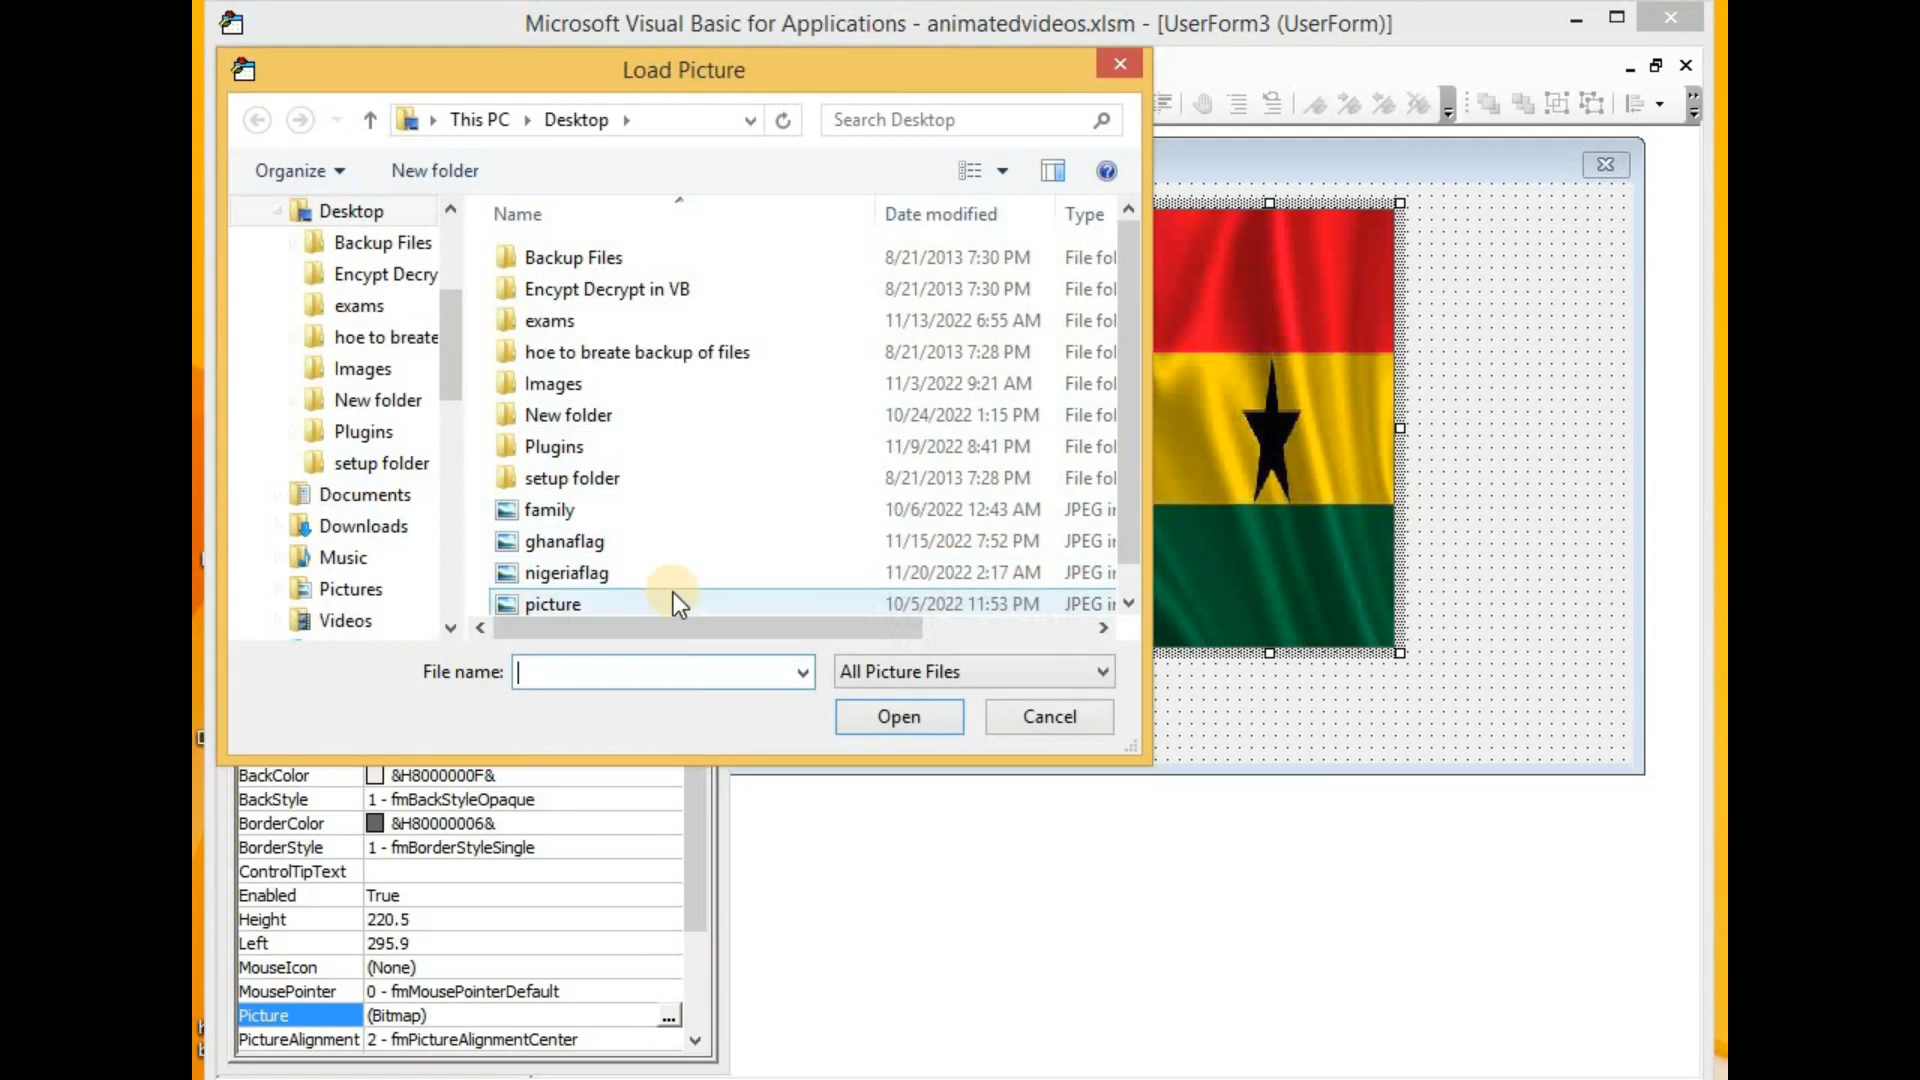 Microsoft Visual Basic for Applications - animatedvideos.xlsm - [UserForm3 (UserForm)]
Load Picture
This PC Desktop
Search Desktop
Organize New folder
Name Date modified Type
Desktop
Backup Files
Encypt Decry
exams
hoe to breate
Images
New folder
Plugins
setup folder
Documents
Downloads
Music
Pictures
Videos
Backup Files 8/21/2013 7:30 PM File fol
Encypt Decrypt in VB 8/21/2013 7:30 PM File fol
exams 11/13/2022 6:55 AM File fol
hoe to breate backup of files 8/21/2013 7:28 PM File fol
Images 11/3/2022 9:21 AM File fol
New folder 10/24/2022 1:15 PM File fol
Plugins 11/9/2022 8:41 PM File fol
setup folder 8/21/2013 7:28 PM File fol
family 10/6/2022 12:43 AM JPEG ir
ghanaflag 11/15/2022 7:52 PM JPEG ir
nigeriaflag 11/20/2022 2:17 AM JPEG ir
picture 10/5/2022 11:53 PM JPEG ir
File name: All Picture Files
Open Cancel
BackColor &H8000000F&
BackStyle 1 - fmBackStyleOpaque
BorderColor &H80000006&
BorderStyle 1 - fmBorderStyleSingle
ControlTipText
Enabled True
Height 220.5
Left 295.9
MouseIcon (None)
MousePointer 0 - fmMousePointerDefault
Picture (Bitmap) ...
PictureAlignment 2 - fmPictureAlignmentCenter